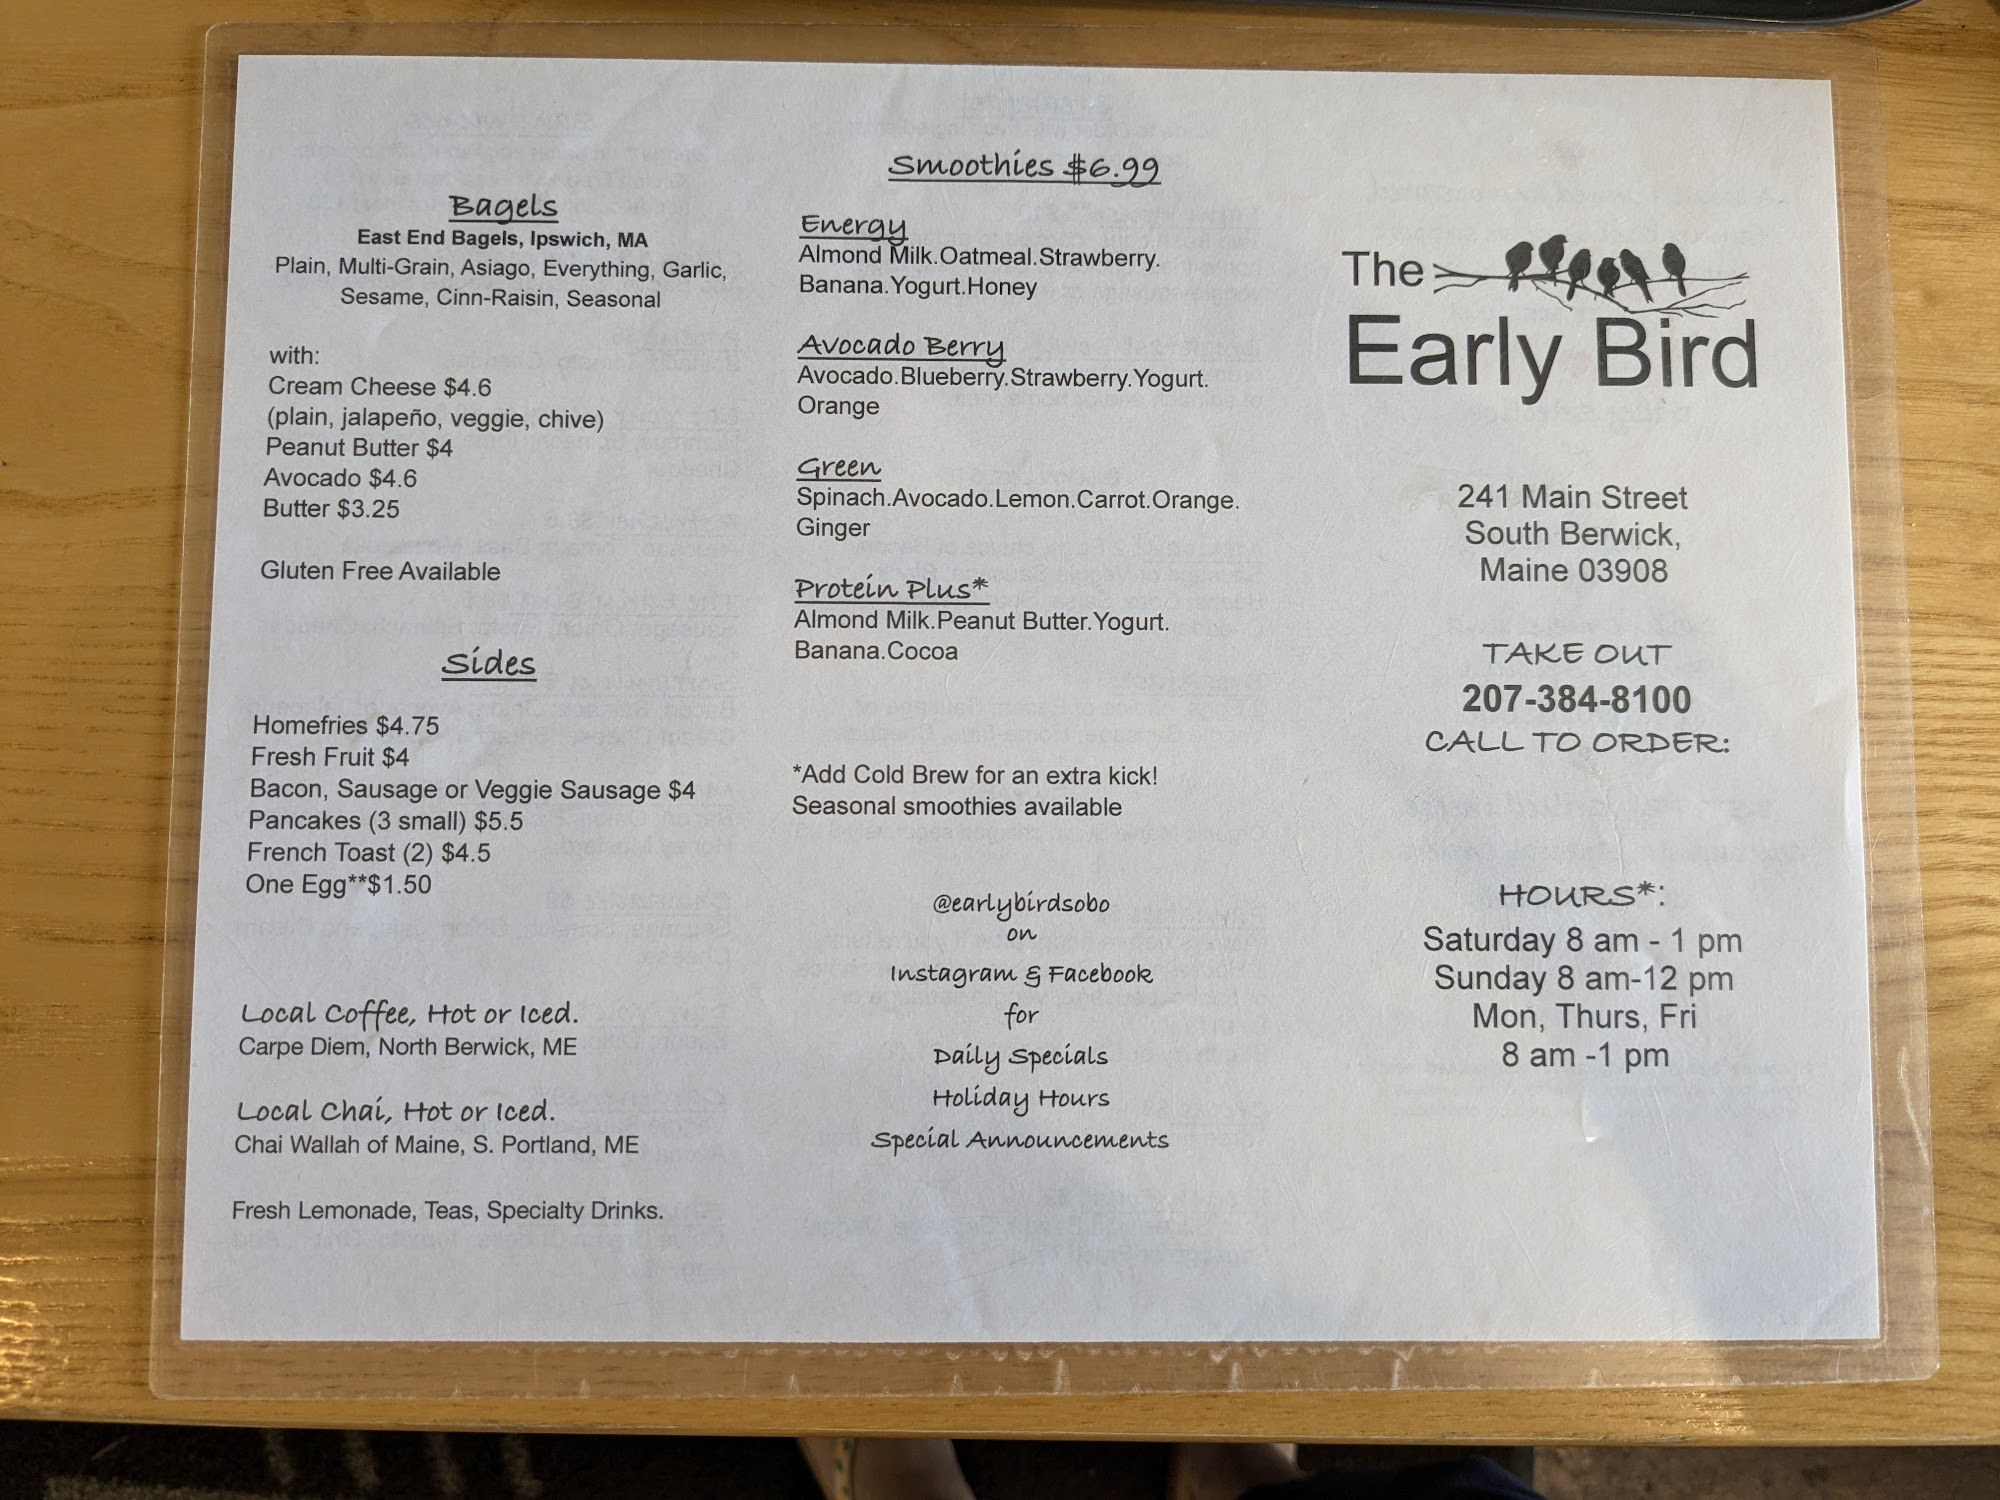 Bagels
East End Bagels, Ipswich, MA
Plain, Multi-Grain, Asiago, Everything, Garlic,
Sesame, Cinn-Raisin, Seasonal
with:
Cream Cheese $4.6
(plain, jalapeño, veggie, chive)
Peanut Butter $4
Avocado $4.6
Butter $3.25
Gluten Free Available
Sides
Homefries $4.75
Fresh Fruit $4
Bacon, Sausage or Veggie Sausage $4
Pancakes (3 small) $5.5
French Toast (2) $4.5
One Egg**$1.50
Local Coffee, Hot or Iced.
Carpe Diem, North Berwick, ME
Local Chai, Hot or Iced.
Chai Wallah of Maine, S. Portland, ME
Fresh Lemonade, Teas, Specialty Drinks.
Smoothies $6.99
Energy
Almond Milk.Oatmeal.Strawberry.
Banana.Yogurt.Honey
Avocado Berry
Avocado.Blueberry.Strawberry.Yogurt.
Orange
Green
Spinach.Avocado.Lemon.Carrot.Orange.
Ginger
Protein Plus*
Almond Milk.Peanut Butter.Yogurt.
Banana.Cocoa
*Add Cold Brew for an extra kick!
Seasonal smoothies available
@earlybirdsobo
on
Instagram & Facebook
for
Daily Specials
Holiday Hours
Special Announcements
The
Early Bird
241 Main Street
South Berwick,
Maine 03908
TAKE OUT
207-384-8100
CALL TO ORDER:
HOURS*:
Saturday 8 am - 1 pm
Sunday 8 am-12 pm
Mon, Thurs, Fri
8 am -1 pm